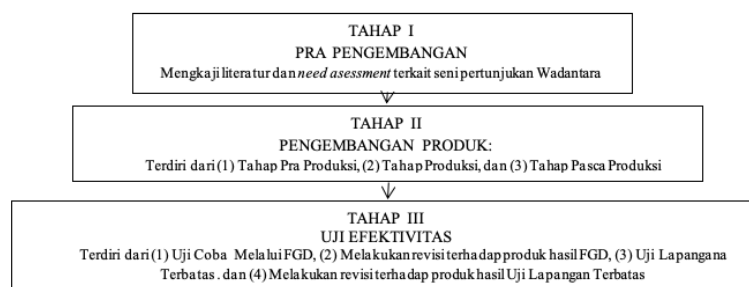 TAHAP I
PRA PENGEMBANGAN
Mengkaji literatur dan need asessment terkait seni pertunjukan Wadantara
TAHAP II
PENGEMBANGAN PRODUK:
Terdiri dari (1) Tahap Pra Produksi, (2) Tahap Produksi, dan (3) Tahap Pasca Produksi
TAHAP III
UJI EFEKTIVITAS
Terdiri dari (1) Uji Coba Melalui FGD, (2) Melakukan revisi terhadap produk hasil FGD, (3) Uji Lapangana
Terbatas . dan (4) Melakukan revisi terhadap produk hasil Uji Lapangan Terbatas